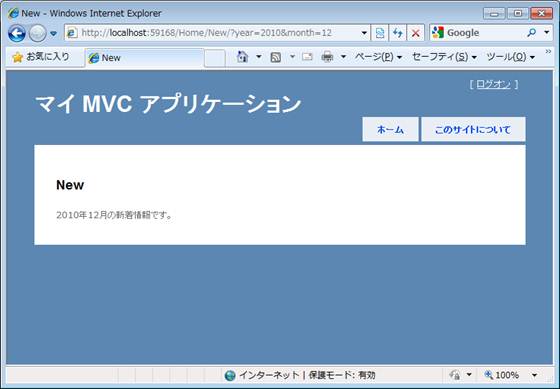 New - Windows Internet Explorer
http://localhost:59168/Home/New/?year=2010&month=12
Google
お気に入り
New
ページ(P)
セーフティ(S)
ツール(O)
»
[ ログオン ]
マイ MVC アプリケーション
ホーム
このサイトについて
New
2010年12月の新着情報です。
インターネット | 保護モード: 有効
100%